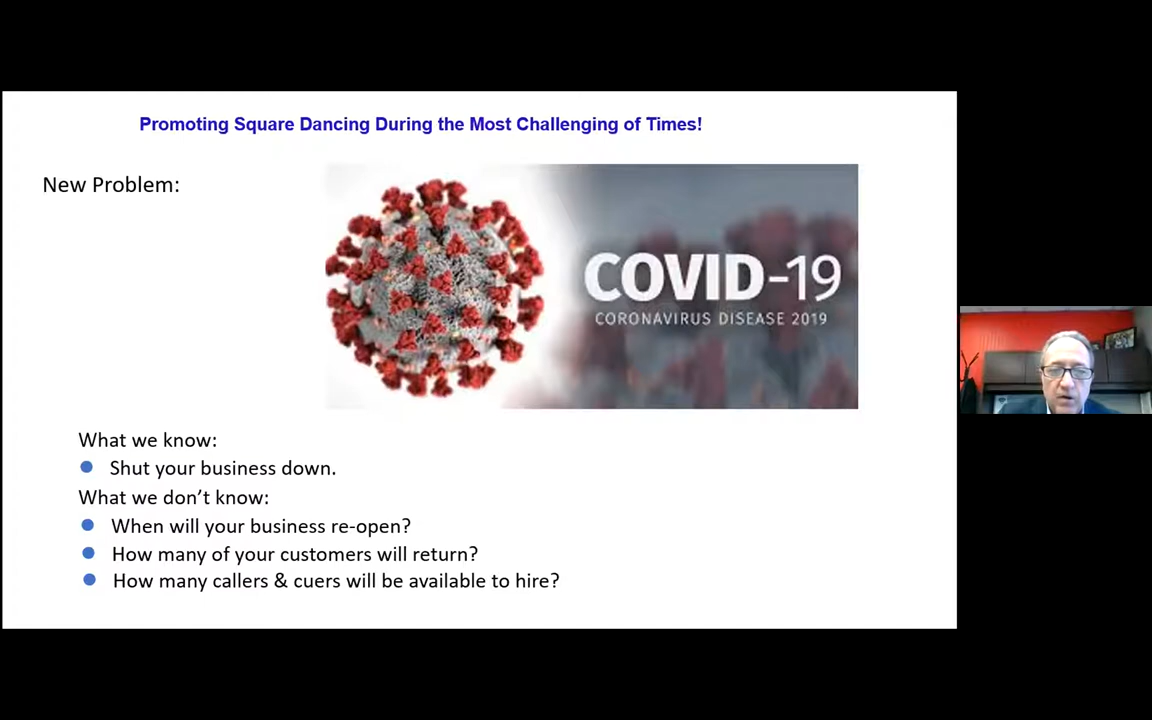 Promoting Square Dancing During the Most Challenging of Times!
New Problem:
COVID-19
CORONAVIRUS DISEASE 2019
What we know:
Shut your business down.
What we don’t know:
When will your business re-open?
How many of your customers will return?
How many callers & cuers will be available to hire?